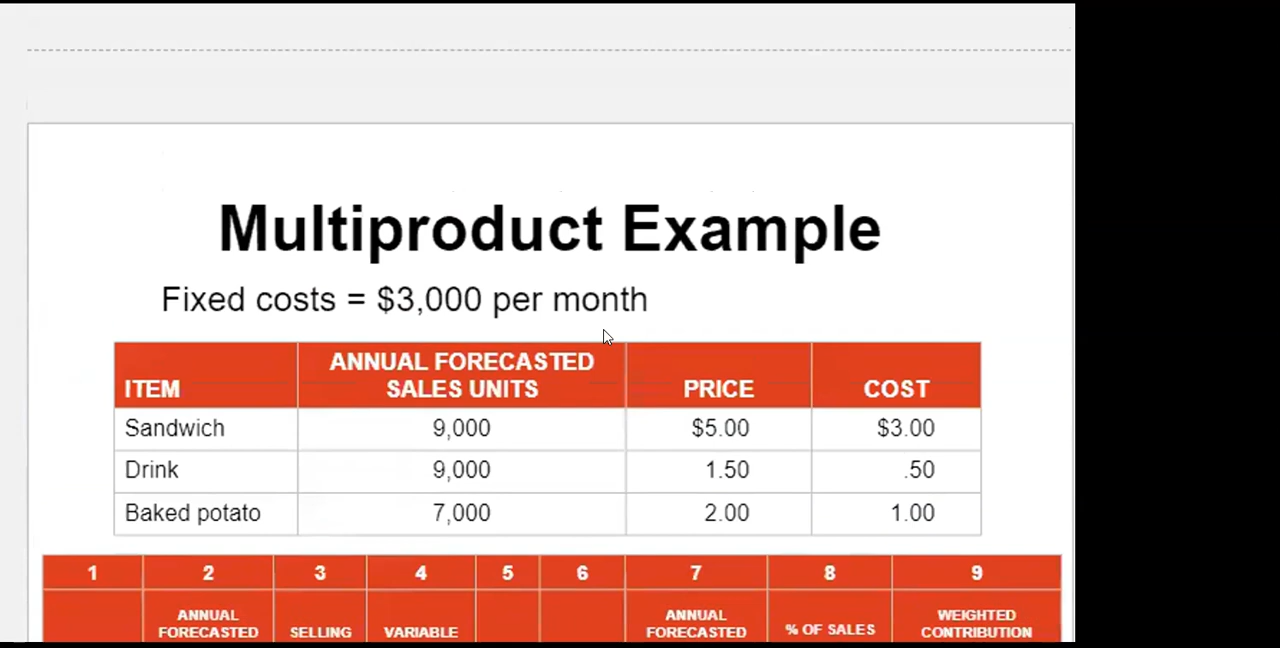 Multiproduct Example
Fixed costs = $3,000 per month
ITEM ANNUAL FORECASTED SALES UNITS PRICE COST
Sandwich 9,000 $5.00 $3.00
Drink 9,000 1.50 .50
Baked potato 7,000 2.00 1.00
1 2 3 4 5 6 7 8 9
ANNUAL FORECASTED SELLING VARIABLE ANNUAL FORECASTED % OF SALES WEIGHTED CONTRIBUTION